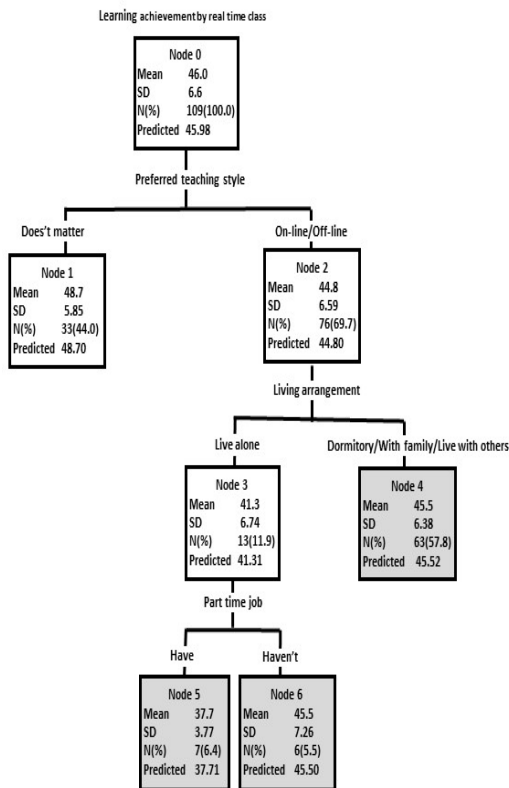 Learning achievement by real time class
Node 0
Mean 46.0
SD 6.6
N(%) 109(100.0)
Predicted 45.98
Preferred teaching style
Does't matter
On-line/Off-line
Node 1
Mean 48.7
SD 5.85
N(%) 33(44.0)
Predicted 48.70
Node 2
Mean 44.8
SD 6.59
N(%) 76(69.7)
Predicted 44.80
Living arrangement
Live alone
Dormitory/With family/Live with others
Node 3
Mean 41.3
SD 6.74
N(%) 13(11.9)
Predicted 41.31
Node 4
Mean 45.5
SD 6.38
N(%) 63(57.8)
Predicted 45.52
Part time job
Have
Haven't
Node 5
Mean 37.7
SD 3.77
N(%) 7(6.4)
Predicted 37.71
Node 6
Mean 45.5
SD 7.26
N(%) 6(5.5)
Predicted 45.50